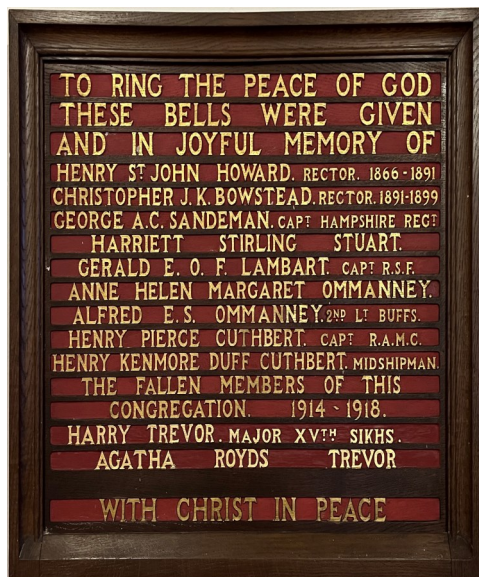 TO RING THE PEACE OF GOD
THESE BELLS WERE GIVEN
AND IN JOYFUL MEMORY OF
HENRY ST JOHN HOWARD. RECTOR. 1866-1891
CHRISTOPHER J. K. BOWSTEAD. RECTOR. 1891-1899
GEORGE A.C. SANDEMAN. CAPT HAMPSHIRE REGT
HARRIETT STIRLING STUART.
GERALD E. O. F. LAMBART. CAPT R.S.F.
ANNE HELEN MARGARET OMMANNEY.
ALFRED E.S. OMMANNEY. 2ND LT BUFFS.
HENRY PIERCE CUTHBERT. CAPT R.A.M.C.
HENRY KENMORE DUFF CUTHBERT. MIDSHIPMAN.
THE FALLEN MEMBERS OF THIS
CONGREGATION. 1914-1918.
HARRY TREVOR. MAJOR XVTH SIKHS.
AGATHA ROYDS TREVOR
WITH CHRIST IN PEACE